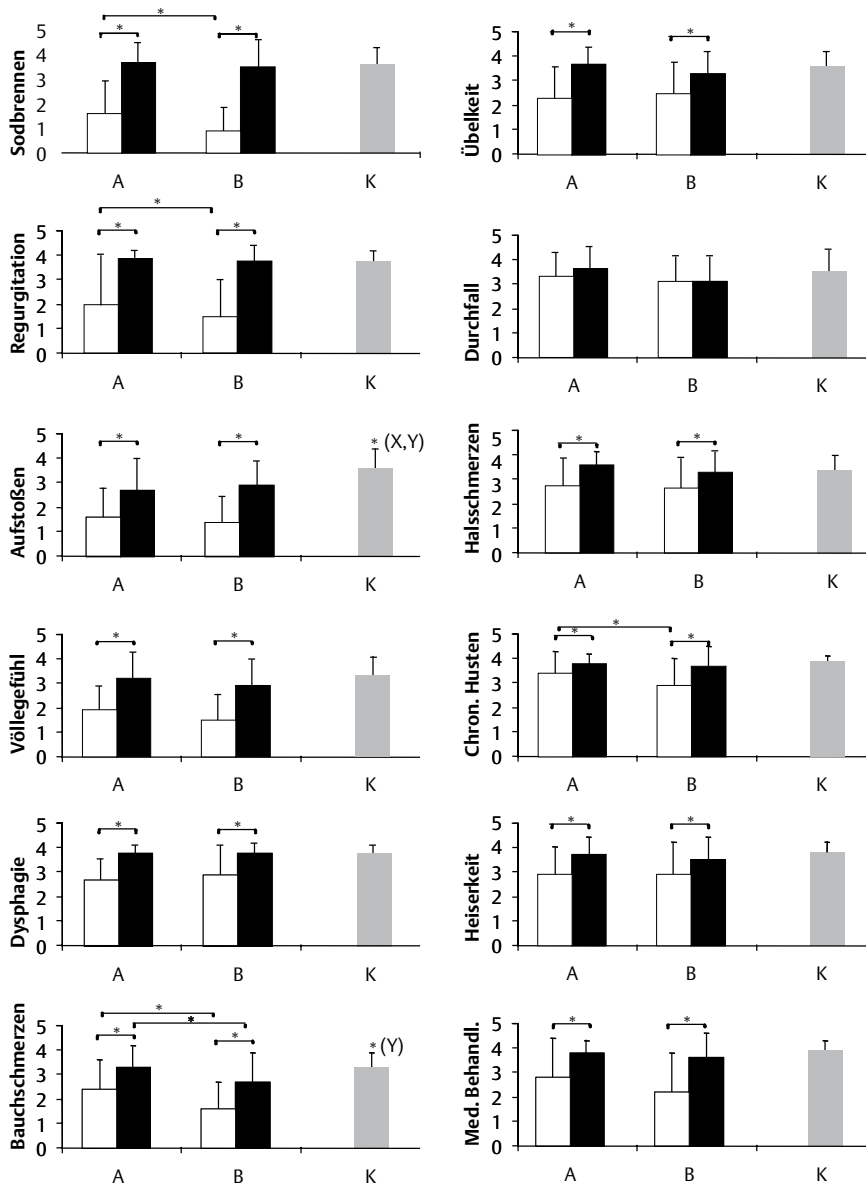 Sodbrennen
5
4
3
2
1
0
*
*
*
A
B
K
Übelkeit
5
4
3
2
1
0
*
*
A
B
K
Regurgitation
5
4
3
2
1
0
*
*
*
A
B
K
Durchfall
5
4
3
2
1
0
A
B
K
Aufstoßen
5
4
3
2
1
0
*
*
* (X,Y)
A
B
K
Halsschmerzen
5
4
3
2
1
0
*
*
A
B
K
Völlegefühl
5
4
3
2
1
0
*
*
A
B
K
Chron. Husten
5
4
3
2
1
0
*
*
*
A
B
K
Dysphagie
5
4
3
2
1
0
*
*
A
B
K
Heiserkeit
5
4
3
2
1
0
*
*
A
B
K
Bauchschmerzen
5
4
3
2
1
0
*
*
*
*
* (Y)
A
B
K
Med. Behandl.
5
4
3
2
1
0
*
*
A
B
K